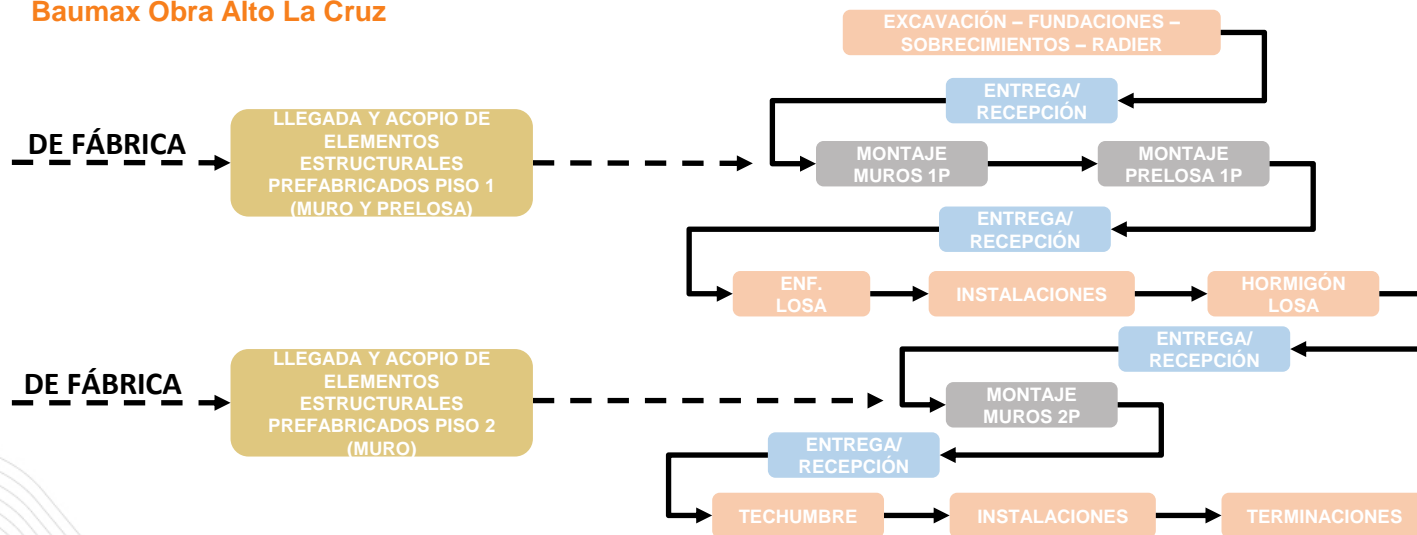 Baumax Obra Alto La Cruz
EXCAVACIÓN – FUNDACIONES –
SOBRECIMIENTOS – RADIER
ENTREGA/
RECEPCIÓN
DE FÁBRICA
LLEGADA Y ACOPIO DE
ELEMENTOS
ESTRUCTURALES
PREFABRICADOS PISO 1
(MURO Y PRELOSA)
MONTAJE
MUROS 1P
MONTAJE
PRELOSA 1P
ENTREGA/
RECEPCIÓN
ENF.
LOSA
INSTALACIONES
HORMIGÓN
LOSA
ENTREGA/
RECEPCIÓN
DE FÁBRICA
LLEGADA Y ACOPIO DE
ELEMENTOS
ESTRUCTURALES
PREFABRICADOS PISO 2
(MURO)
MONTAJE
MUROS 2P
ENTREGA/
RECEPCIÓN
TECHUMBRE
INSTALACIONES
TERMINACIONES